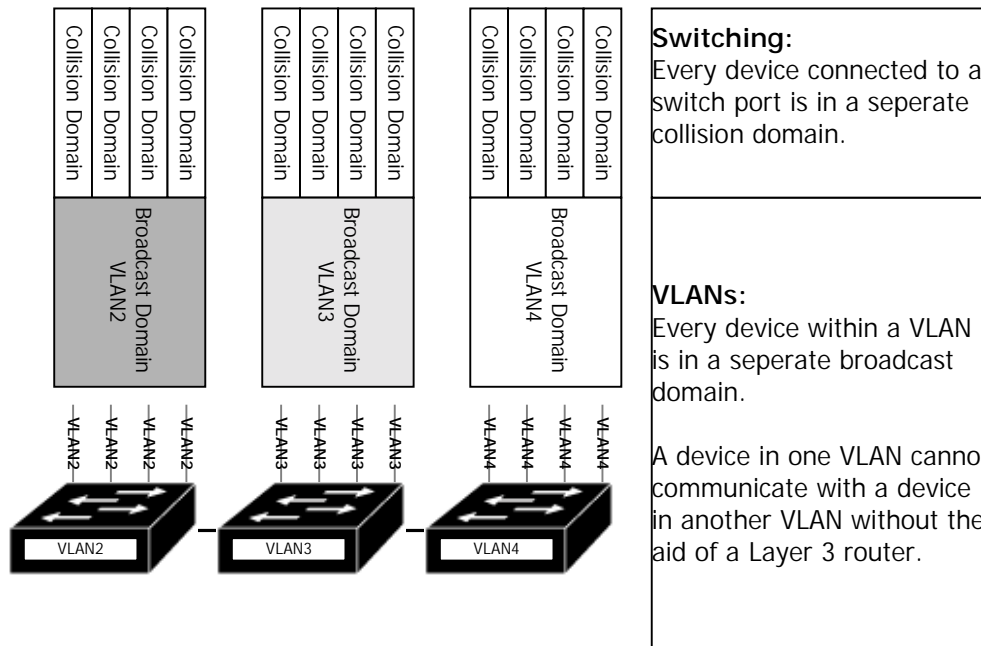 Collision Domain
Collision Domain
Collision Domain
Collision Domain
Collision Domain
Collision Domain
Collision Domain
Collision Domain
Collision Domain
Collision Domain
Collision Domain
Collision Domain
Broadcast Domain
VLAN2
Broadcast Domain
VLAN3
Broadcast Domain
VLAN4
VLAN2
VLAN2
VLAN2
VLAN2
VLAN3
VLAN3
VLAN3
VLAN3
VLAN4
VLAN4
VLAN4
VLAN4
VLAN2
VLAN3
VLAN4
Switching:
Every device connected to a
switch port is in a seperate
collision domain.
VLANs:
Every device within a VLAN
is in a seperate broadcast
domain.
A device in one VLAN canno
communicate with a device
in another VLAN without the
aid of a Layer 3 router.